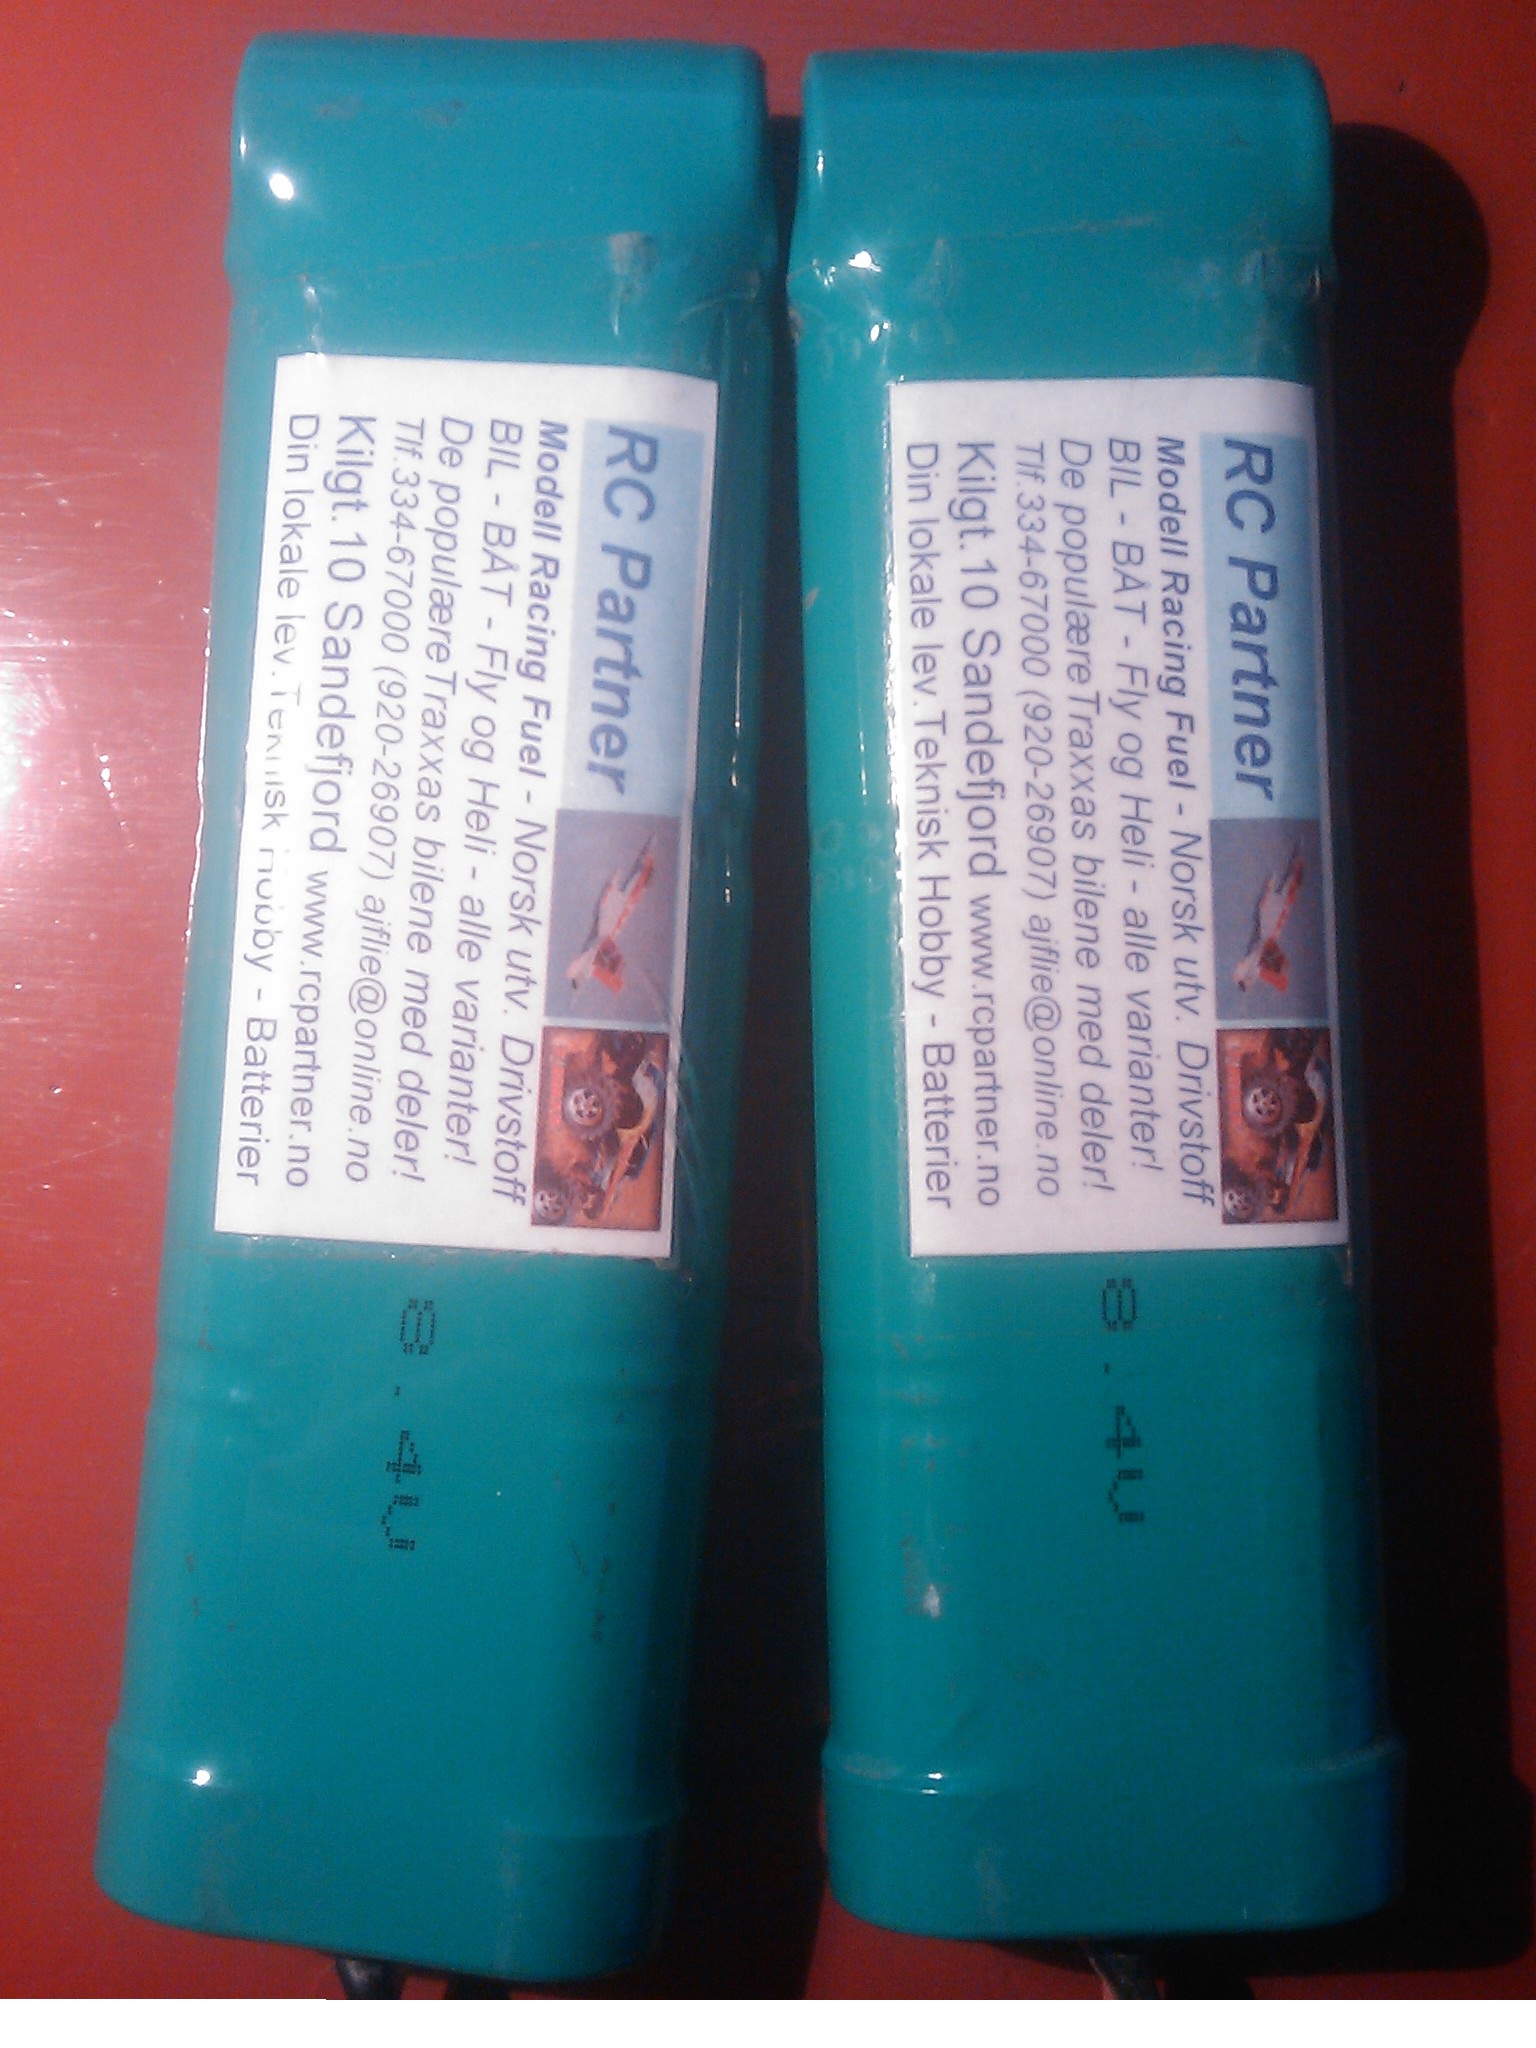 RC Partner
Modell Racing Fuel - Norsk utv. Drivstoff
BIL - BÅT - Fly og Heli - alle varianter!
De populære Traxxas bilene med deler!
Tlf.334-67000 (920-26907) ajflie@online.no
Kilgt. 10 Sandefjord www.rcpartner.no
Din lokale lev. Teknisk Hobby - Batterier
8.4V
RC Partner
Modell Racing Fuel - Norsk utv. Drivstoff
BIL - BÅT - Fly og Heli - alle varianter!
De populære Traxxas bilene med deler!
Tlf.334-67000 (920-26907) ajflie@online.no
Kilgt. 10 Sandefjord www.rcpartner.no
Din lokale lev.Teknisk Hobby - Batterier
8.4V